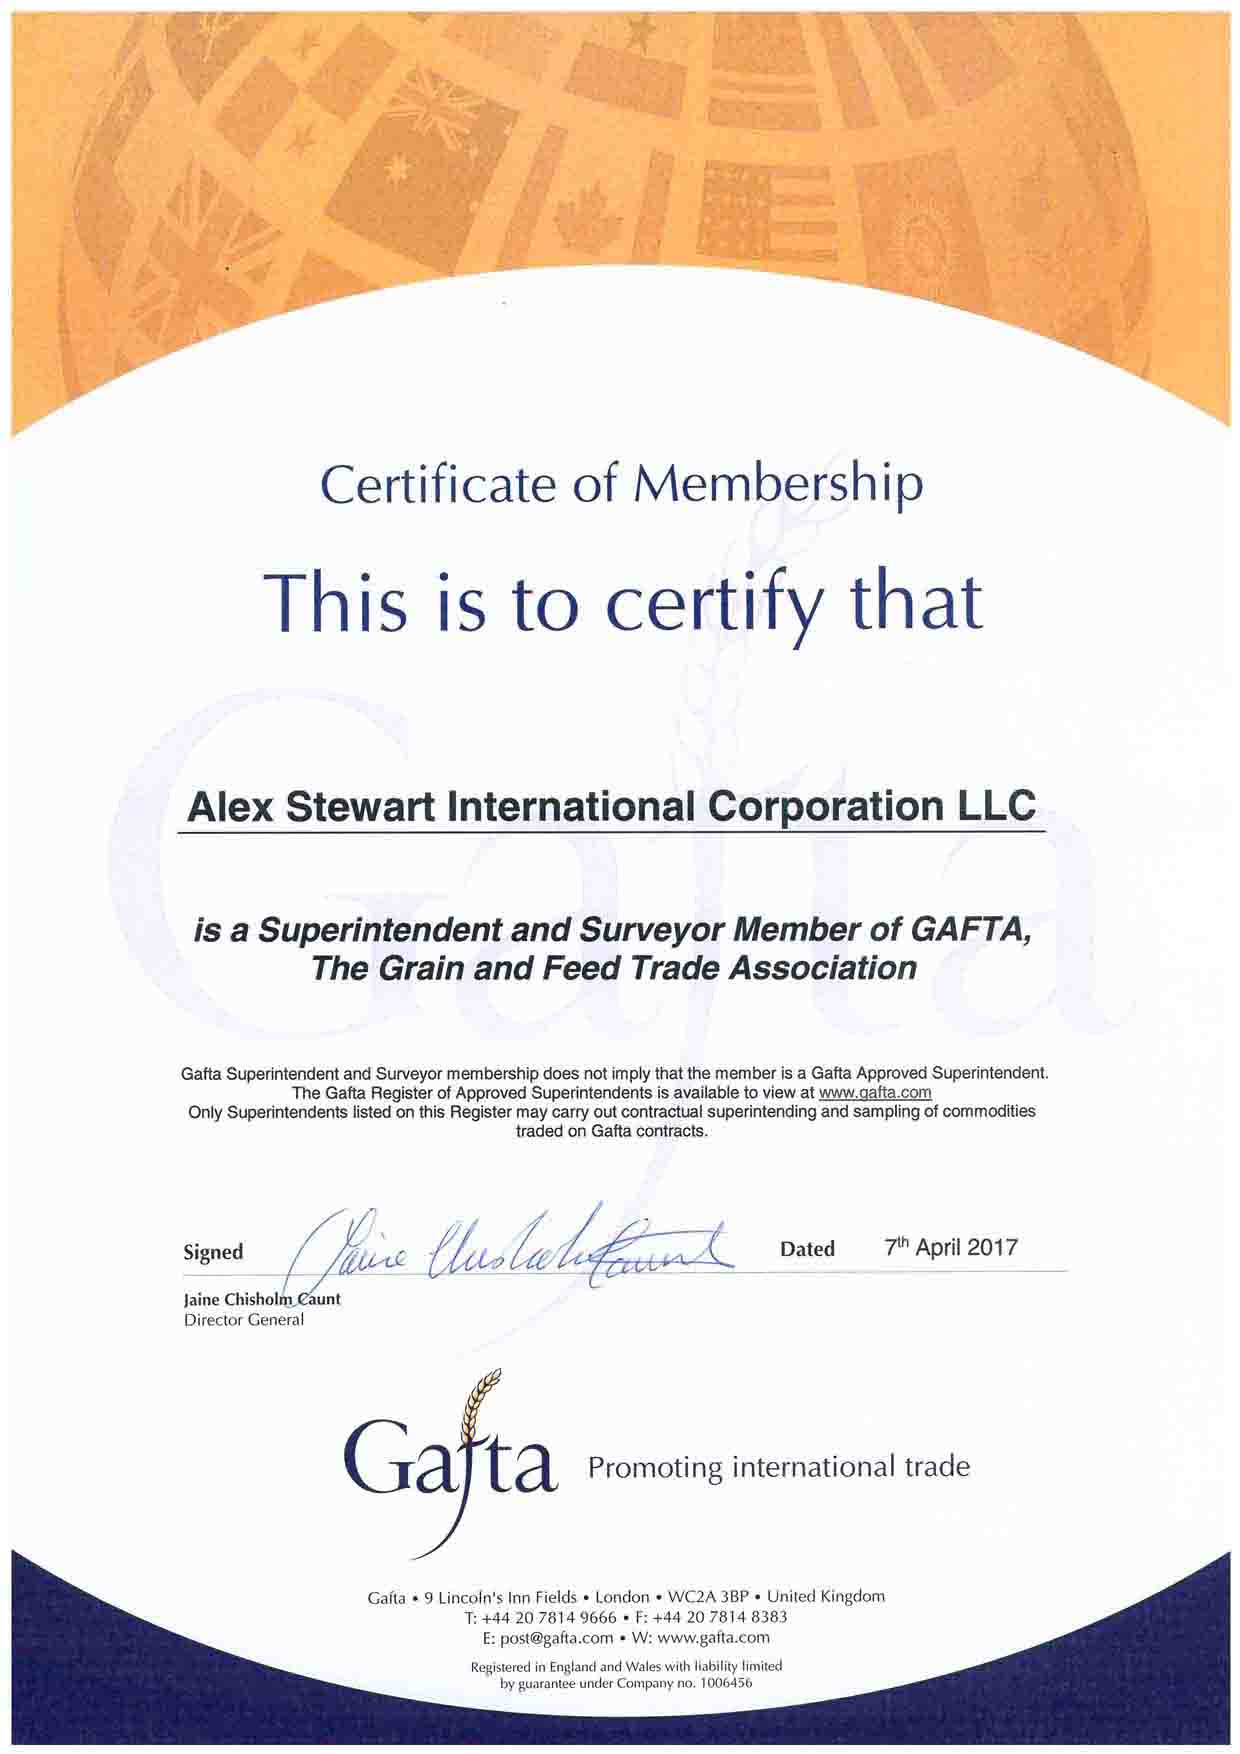 Certificate of Membership
This is to certify that
Alex Stewart International Corporation LLC
is a Superintendent and Surveyor Member of GAFTA,
The Grain and Feed Trade Association
Gafta Superintendent and Surveyor membership does not imply that the member is a Gafta Approved Superintendent.
The Gafta Register of Approved Superintendents is available to view at www.gafta.com
Only Superintendents listed on this Register may carry out contractual superintending and sampling of commodities
traded on Gafta contracts.
Signed Jaine Chisholm Caunt Dated 7th April 2017
Jaine Chisholm Caunt
Director General
Gafta Promoting international trade
Gafta • 9 Lincoln's Inn Fields • London • WC2A 3BP • United Kingdom
T: +44 20 7814 9666 • F: +44 20 7814 8383
E: post@gafta.com • W: www.gafta.com
Registered in England and Wales with liability limited
by guarantee under Company no. 1006456